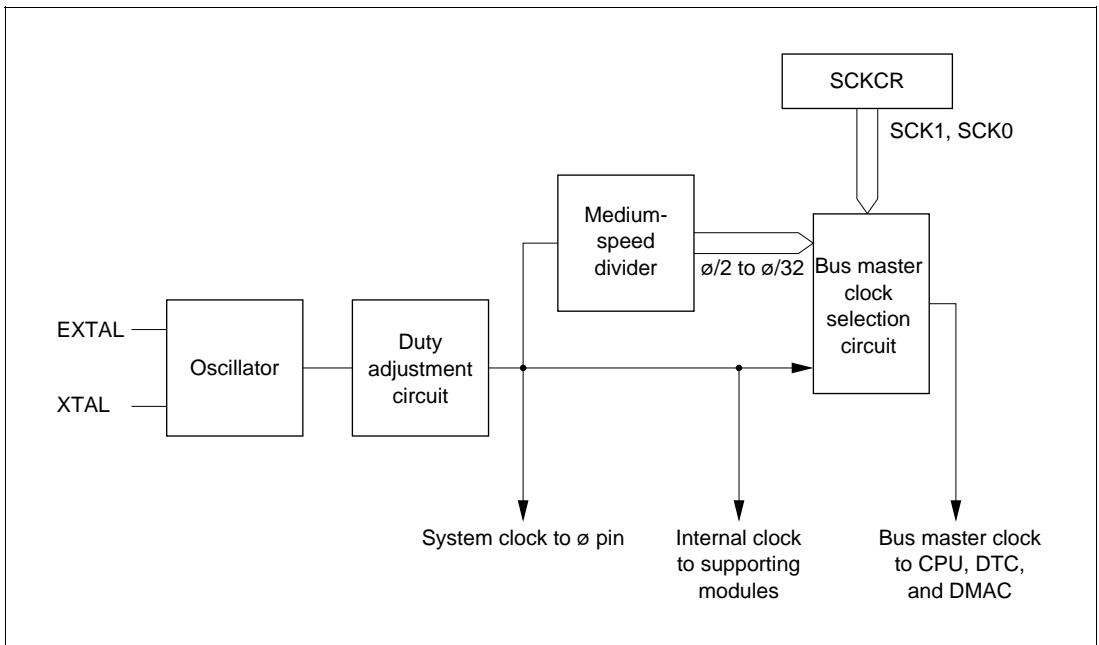 SCKCR
SCK1, SCK0
Medium-
speed
divider
ø/2 to ø/32
Bus master
clock
selection
circuit
EXTAL
XTAL
Oscillator
Duty
adjustment
circuit
System clock to ø pin
Internal clock
to supporting
modules
Bus master clock
to CPU, DTC,
and DMAC